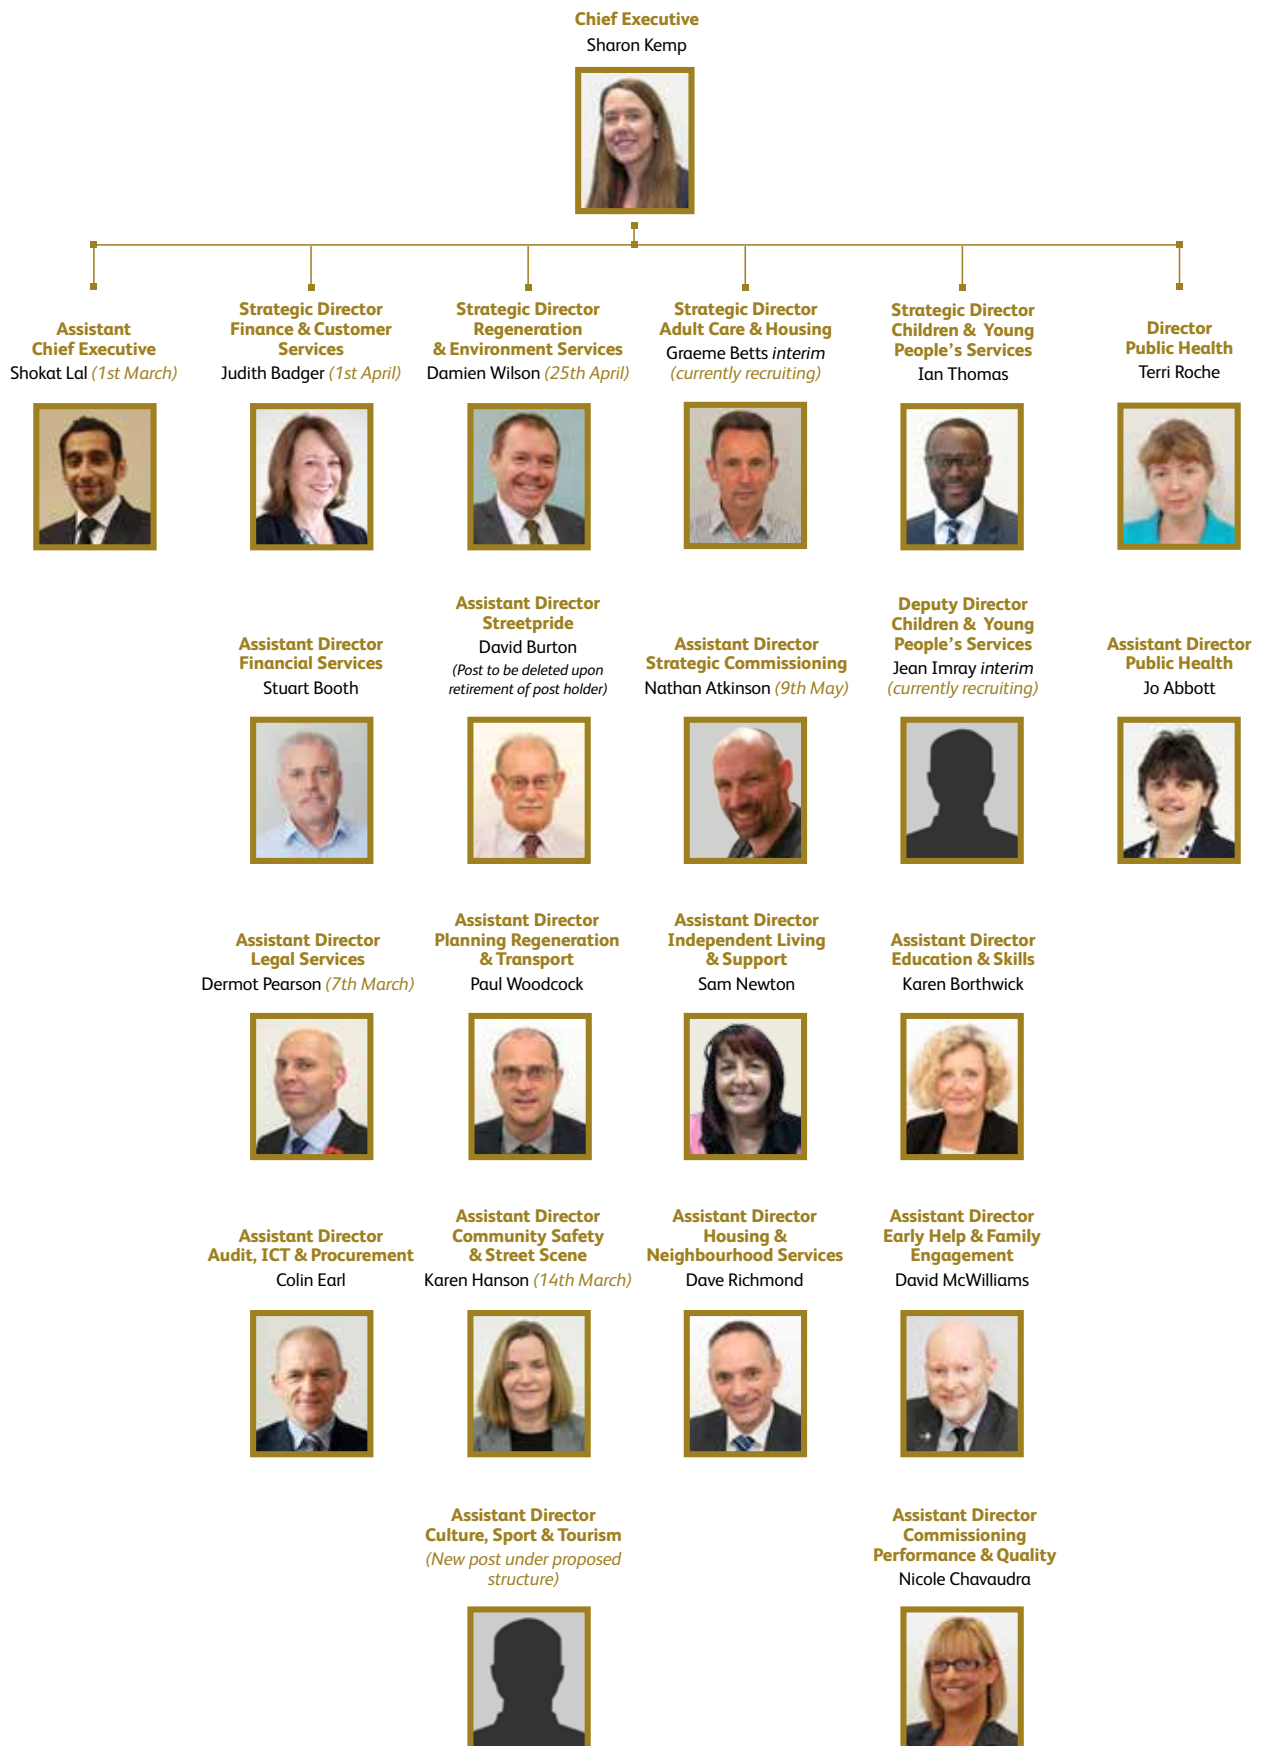 Chief Executive
Sharon Kemp
Assistant
Chief Executive
Shokat Lal (1st March)
Strategic Director
Finance & Customer
Services
Judith Badger (1st April)
Strategic Director
Regeneration
& Environment Services
Damien Wilson (25th April)
Strategic Director
Adult Care & Housing
Graeme Betts interim
(currently recruiting)
Strategic Director
Children & Young
People's Services
Ian Thomas
Director
Public Health
Terri Roche
Assistant Director
Financial Services
Stuart Booth
Assistant Director
Streetpride
David Burton
(Post to be deleted upon
retirement of post holder)
Assistant Director
Strategic Commissioning
Nathan Atkinson (9th May)
Deputy Director
Children & Young
People's Services
Jean Imray interim
(currently recruiting)
Assistant Director
Public Health
Jo Abbott
Assistant Director
Legal Services
Dermot Pearson (7th March)
Assistant Director
Planning Regeneration
& Transport
Paul Woodcock
Assistant Director
Independent Living
& Support
Sam Newton
Assistant Director
Education & Skills
Karen Borthwick
Assistant Director
Audit, ICT & Procurement
Colin Earl
Assistant Director
Community Safety
& Street Scene
Karen Hanson (14th March)
Assistant Director
Housing &
Neighbourhood Services
Dave Richmond
Assistant Director
Early Help & Family
Engagement
David McWilliams
Assistant Director
Culture, Sport & Tourism
(New post under proposed
structure)
Assistant Director
Commissioning
Performance & Quality
Nicole Chavaudra